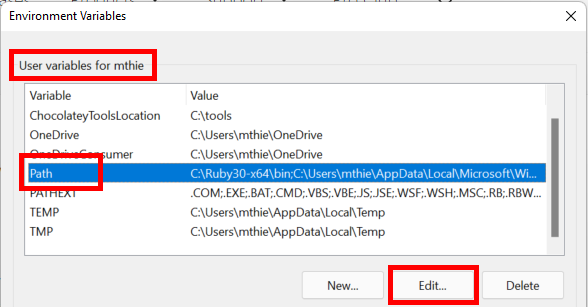 Environment Variables
User variables for mthie
Variable Value
ChocolateyToolsLocation C:\tools
OneDrive C:\Users\mthie\OneDrive
OneDriveConsumer C:\Users\mthie\OneDrive
Path C:\Ruby30-x64\bin;C:\Users\mthie\AppData\Local\Microsoft\Wi...
PATHEXT .COM;.EXE;.BAT;.CMD;.VBS;.VBE;.JS;.JSE;.WSF;.WSH;.MSC;.RB;.RBW...
TEMP C:\Users\mthie\AppData\Local\Temp
TMP C:\Users\mthie\AppData\Local\Temp
New... Edit... Delete